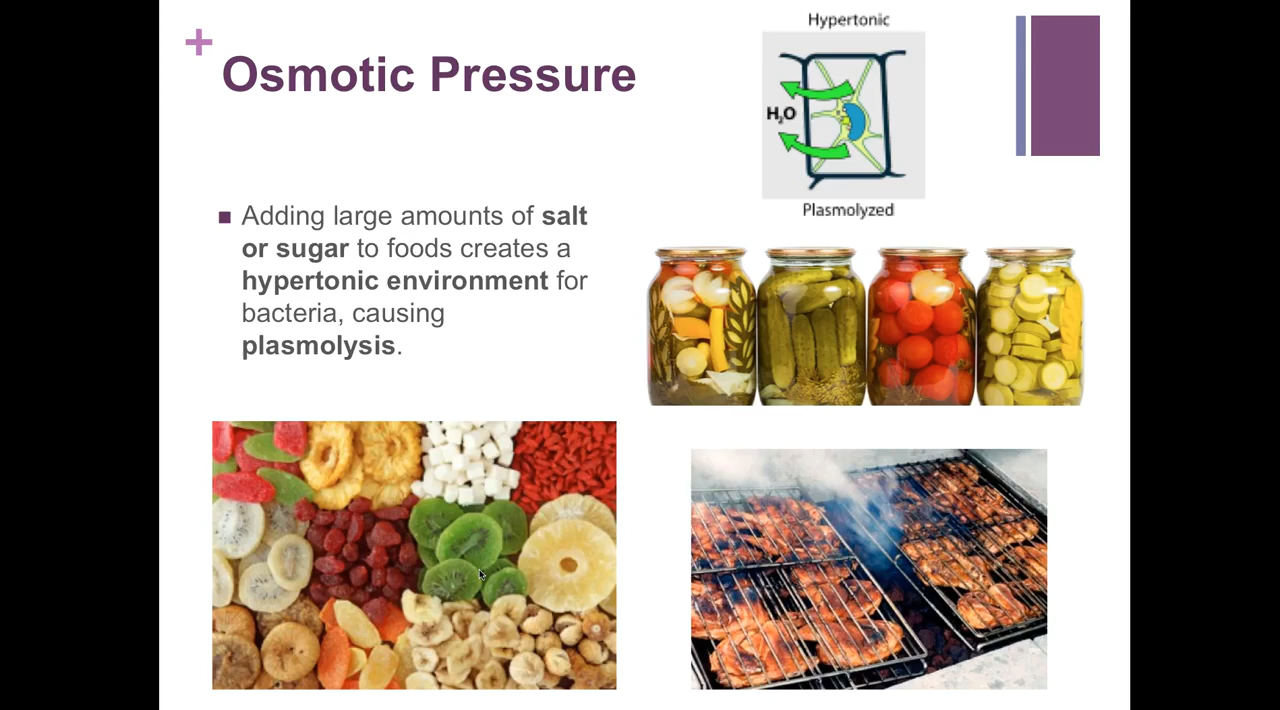 Hypertonic
+
Osmotic Pressure
H₂O
Plasmolyzed
Adding large amounts of salt
or sugar to foods creates a
hypertonic environment for
bacteria, causing
plasmolysis.